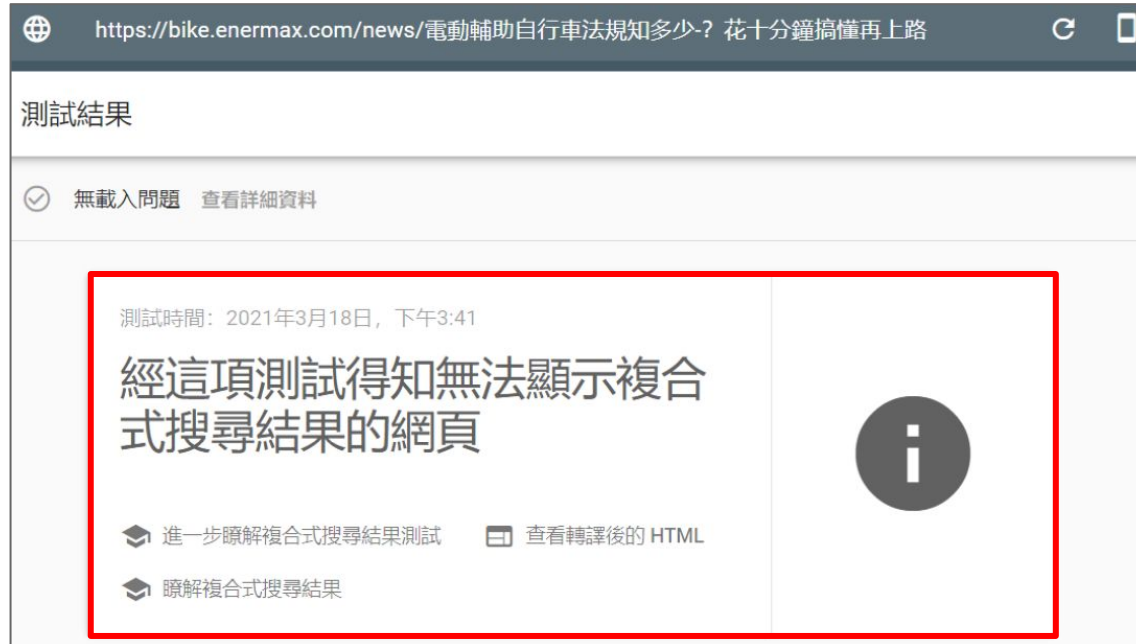 https://bike.enermax.com/news/電動輔助自行車法規知多少-? 花十分鐘搞懂再上路
測試結果
無載入問題 查看詳細資料
測試時間：2021年3月18日，下午3:41
經這項測試得知無法顯示複合
式搜尋結果的網頁
進一步瞭解複合式搜尋結果測試 查看轉譯後的 HTML
瞭解複合式搜尋結果